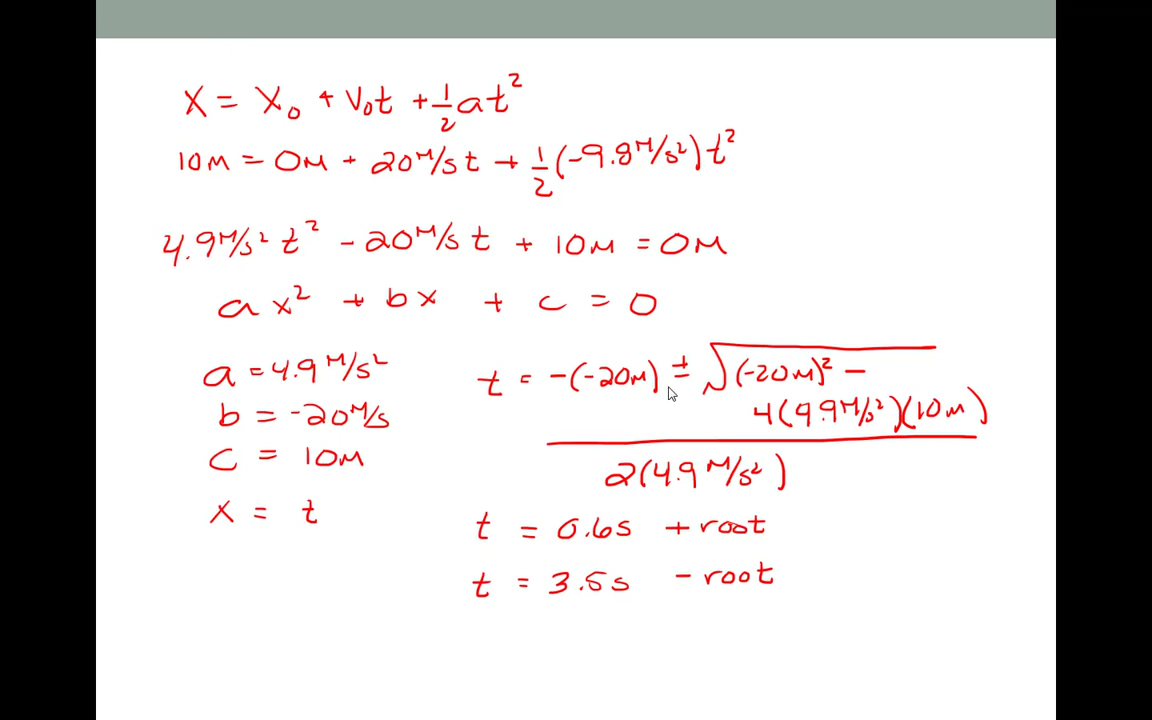 x = x₀ + v₀t + ½at²
10m = 0m + 20m/s t + ½(-9.8m/s²)t²
4.9m/s² t² - 20m/s t + 10m = 0m
ax² + bx + c = 0
a = 4.9m/s²
b = -20m/s
c = 10m
x = t
t = -(-20m) ± √(-20m)² -
4(9.9m/s²)(10m)
2(4.9m/s²)
t = 0.6s + root
t = 3.5s - root